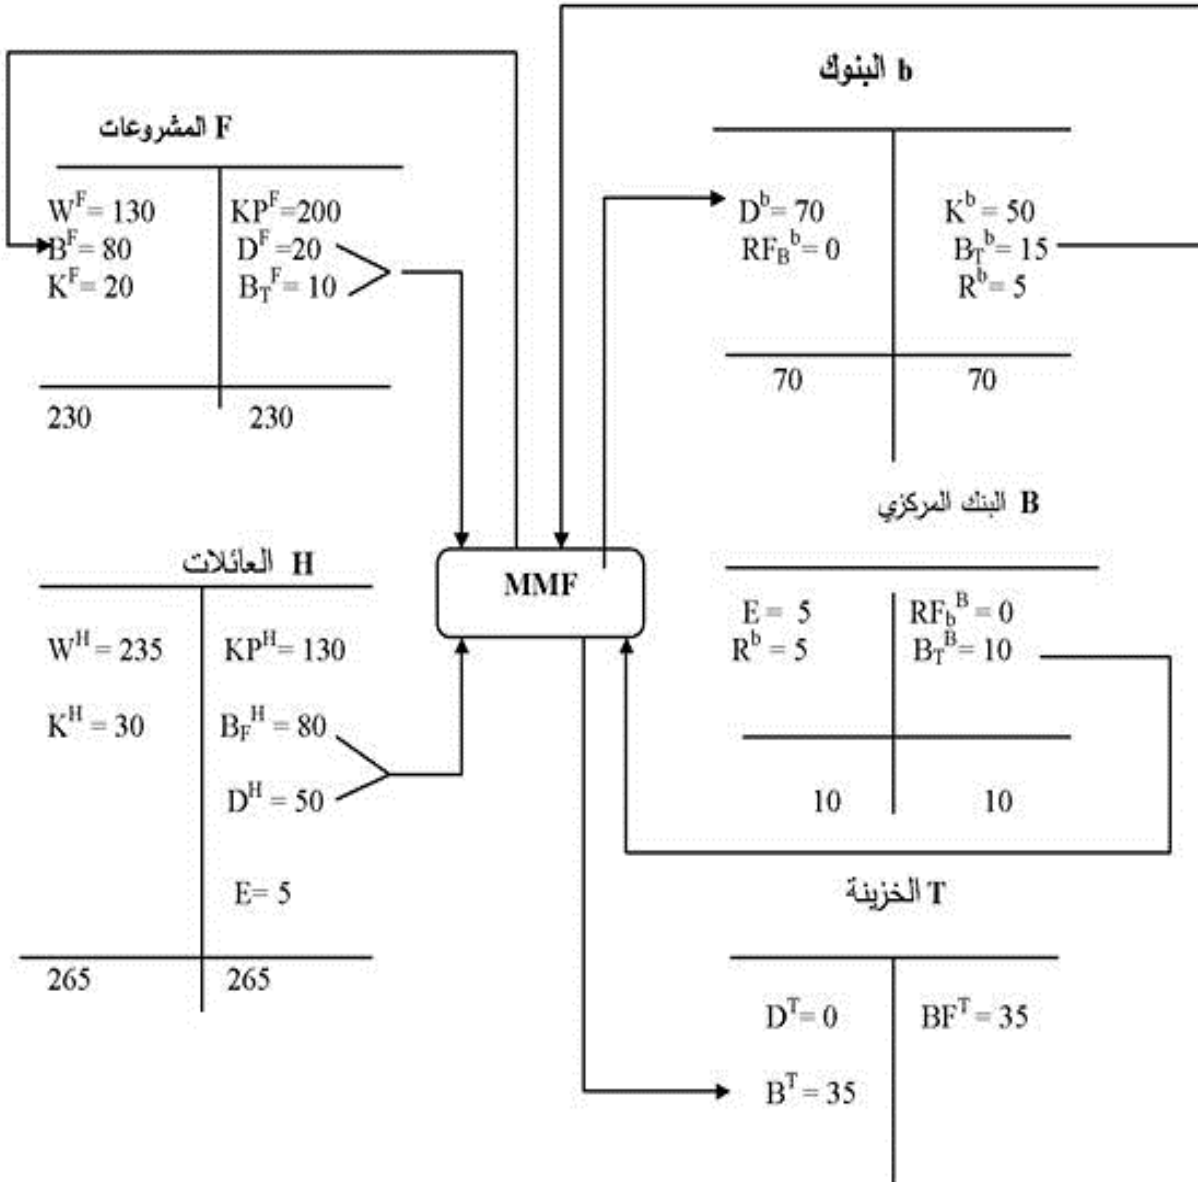 b البنوك
F المشروعات
W^F = 130 KP^F =200
B^F = 80 D^F =20
K^F = 20 B_T^F = 10
230 230
D^b = 70 K^b = 50
RF_B^b = 0 B_T^b = 15
R^b = 5
70 70
B البنك المركزي
E = 5 RF_b^B = 0
R^b = 5 B_T^B = 10
10 10
MMF
H العائلات
W^H = 235 KP^H = 130
K^H = 30 B_F^H = 80
D^H = 50
E= 5
265 265
T الخزينة
D^T = 0 BF^T = 35
B^T = 35